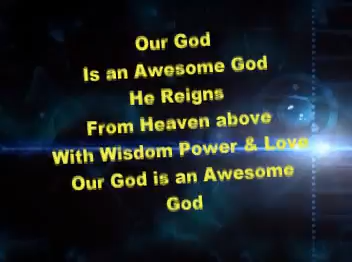 Our God
Is an Awesome God
He Reigns
From Heaven above
With Wisdom Power & Love
Our God is an Awesome
God